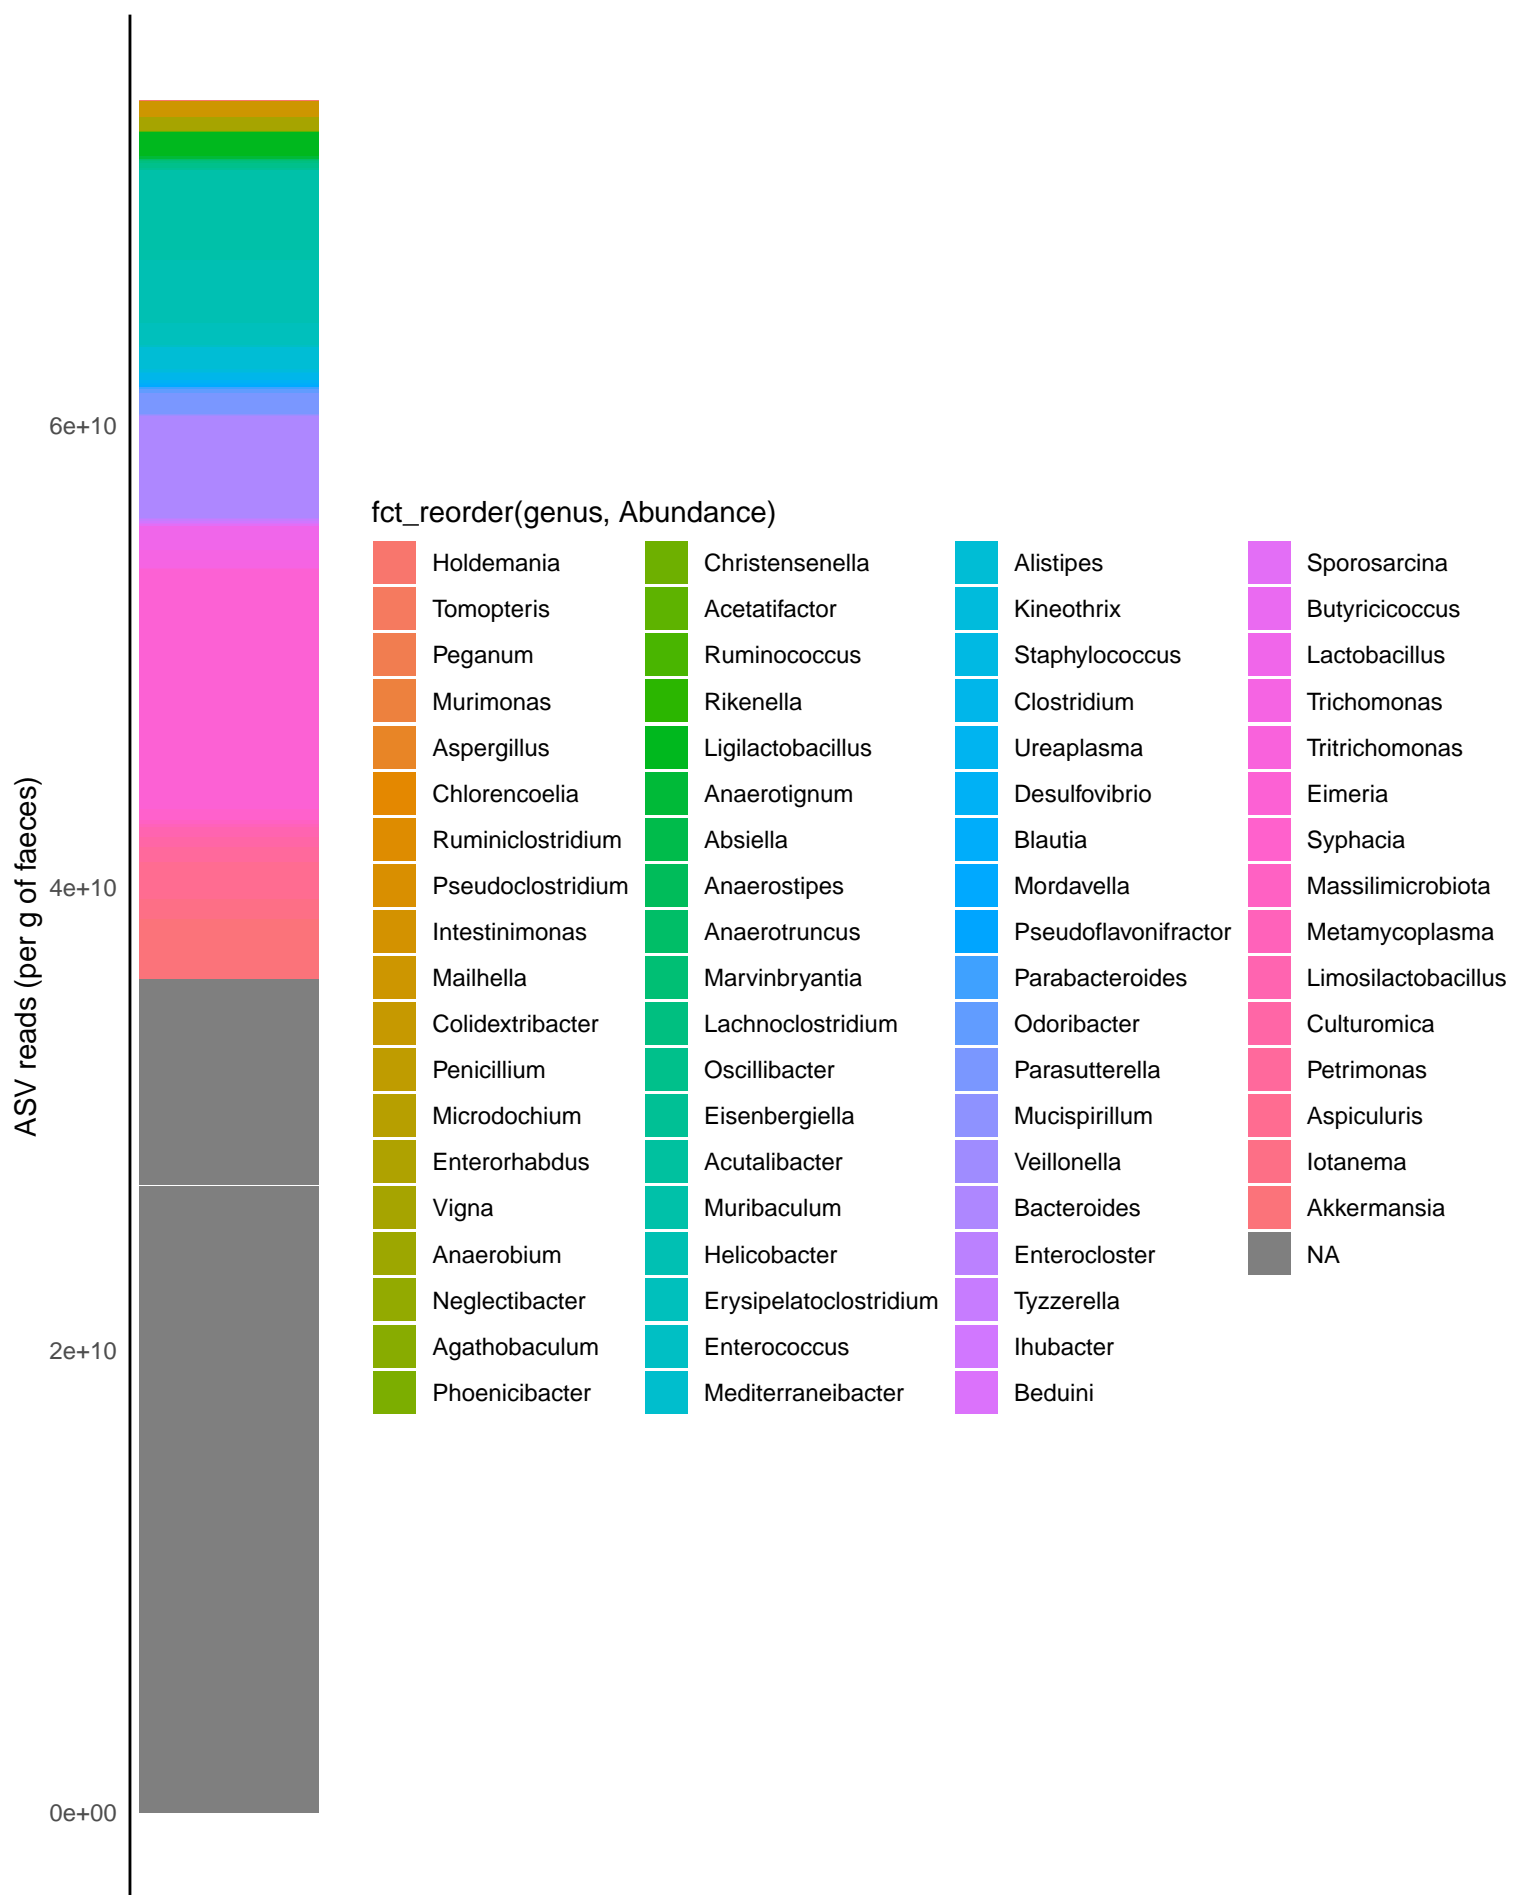 6e+10
4e+10
2e+10
0e+00
ASV reads (per g of faeces)
fct_reorder(genus, Abundance)
Holdemania
Tomopteris
Peganum
Murimonas
Aspergillus
Chlorencoelia
Ruminiclostridium
Pseudoclostridium
Intestinimonas
Mailhella
Colidextribacter
Penicillium
Microdochium
Enterorhabdus
Vigna
Anaerobium
Neglectibacter
Agathobaculum
Phoenicibacter
Christensenella
Acetatifactor
Ruminococcus
Rikenella
Ligilactobacillus
Anaerotignum
Absiella
Anaerostipes
Anaerotruncus
Marvinbryantia
Lachnoclostridium
Oscillibacter
Eisenbergiella
Acutalibacter
Muribaculum
Helicobacter
Erysipelatoclostridium
Enterococcus
Mediterraneibacter
Alistipes
Kineothrix
Staphylococcus
Clostridium
Ureaplasma
Desulfovibrio
Blautia
Mordavella
Pseudoflavonifractor
Parabacteroides
Odoribacter
Parasutterella
Mucispirillum
Veillonella
Bacteroides
Enterocloster
Tyzzerella
Ihubacter
Beduini
Sporosarcina
Butyricicoccus
Lactobacillus
Trichomonas
Tritrichomonas
Eimeria
Syphacia
Massilimicrobiota
Metamycoplasma
Limosilactobacillus
Culturomica
Petrimonas
Aspiculuris
Iotanema
Akkermansia
NA